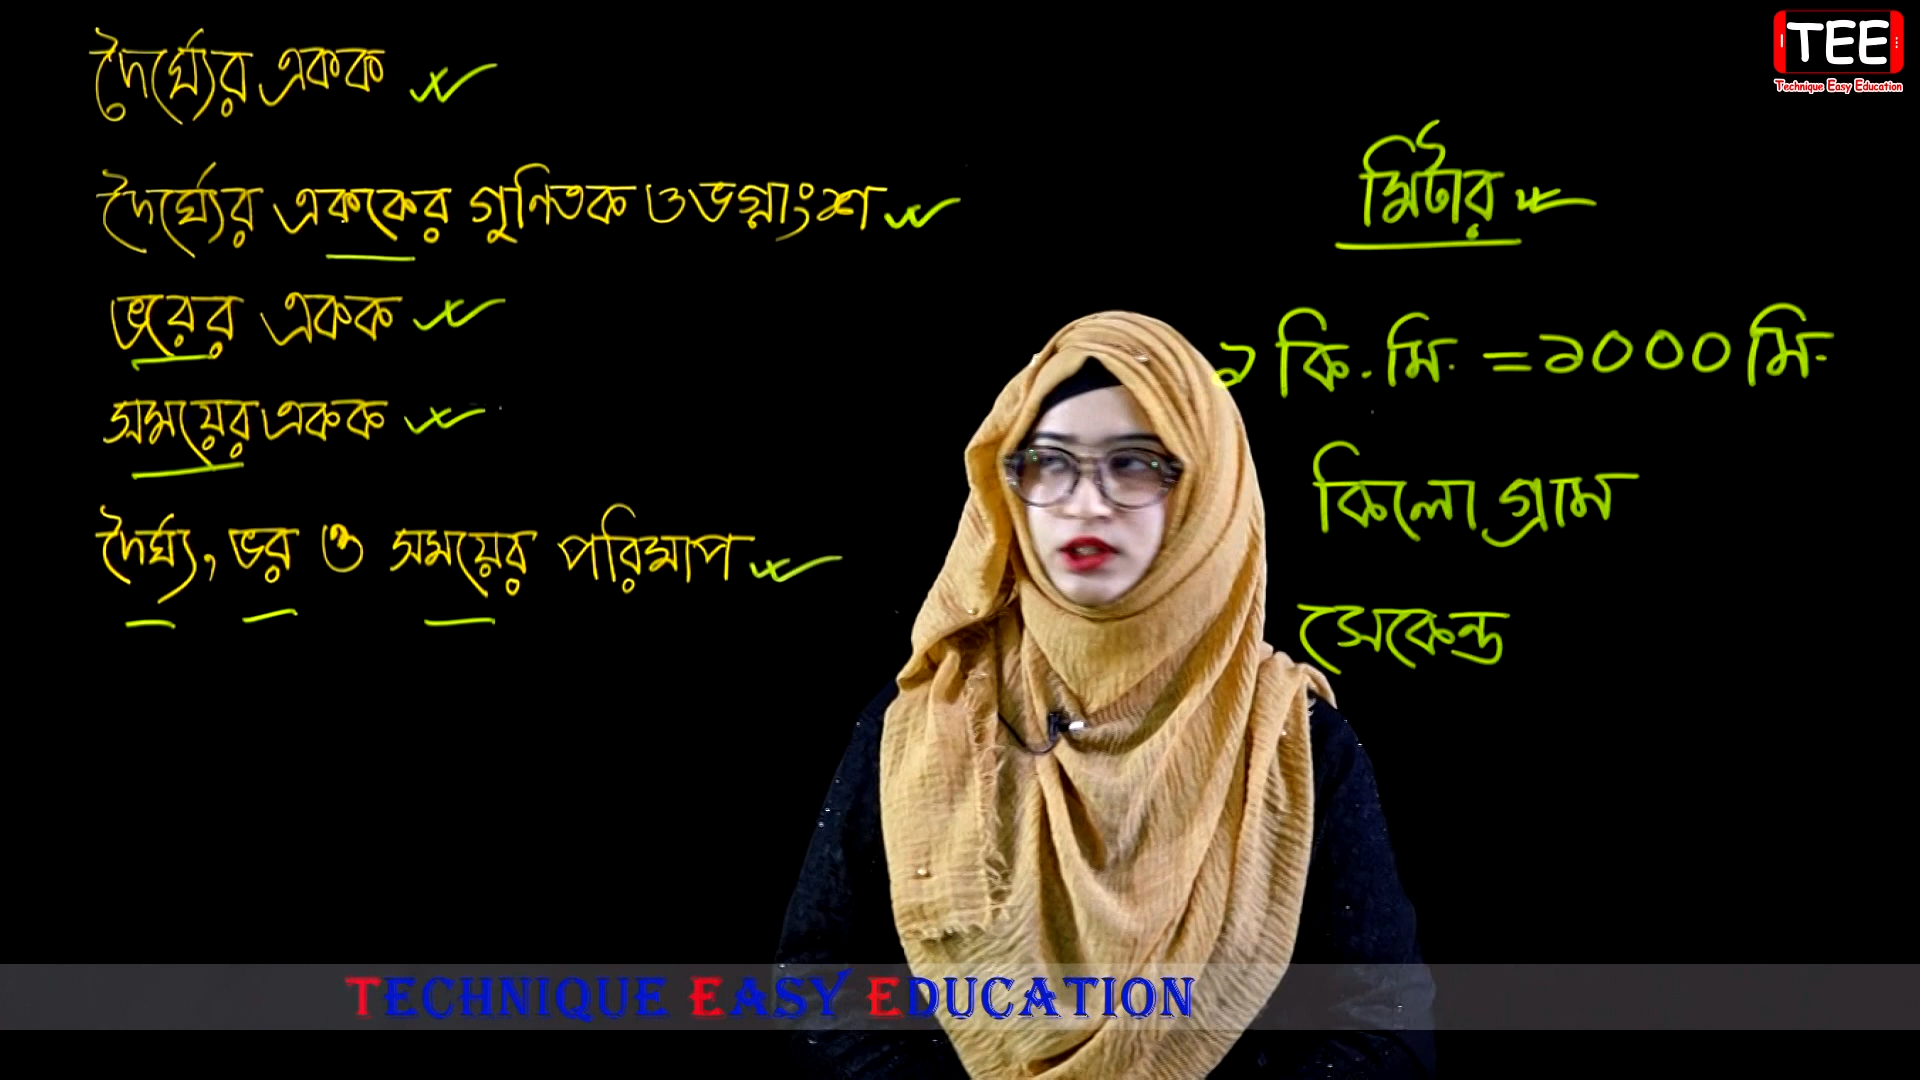 দৈর্ঘ্যের একক
দৈর্ঘ্যের এককের গুনিতক ও ভগ্নাংশ
ভরের একক
সময়ের একক
দৈর্ঘ্য, ভর ও সময়ের পরিমাপ
মিটার
১ কি.মি. = ১০০০ মি.
কিলোগ্রাম
সেকেন্ড
TEE
Technique Easy Education
TECHNIQUE EASY EDUCATION